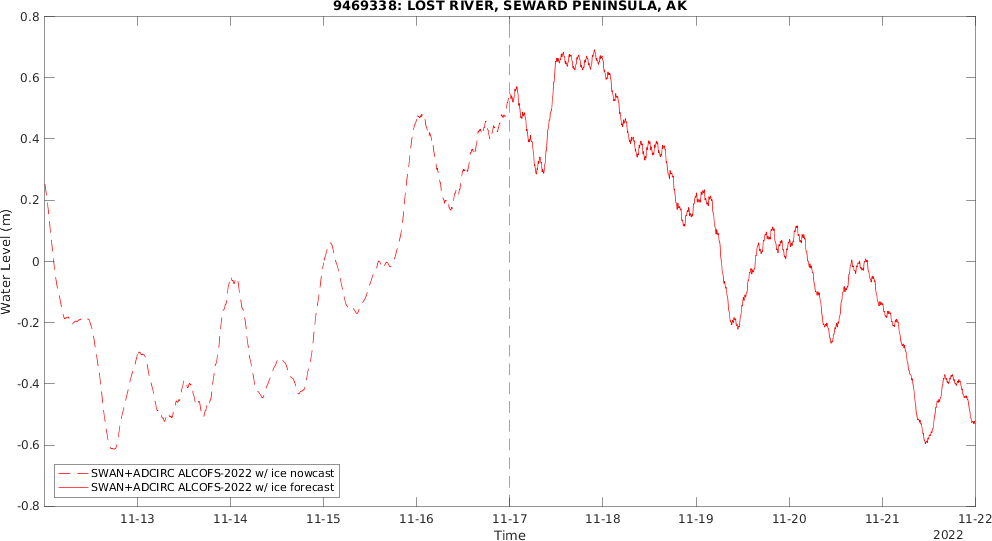 9469338: LOST RIVER, SEWARD PENINSULA, AK
Water Level (m)
0.8
0.6
0.4
0.2
0
-0.2
-0.4
-0.6
-0.8
SWAN+ADCIRC ALCOFS-2022 w/ ice nowcast
SWAN+ADCIRC ALCOFS-2022 w/ ice forecast
11-13 11-14 11-15 11-16 11-17 11-18 11-19 11-20 11-21 11-22
Time
2022